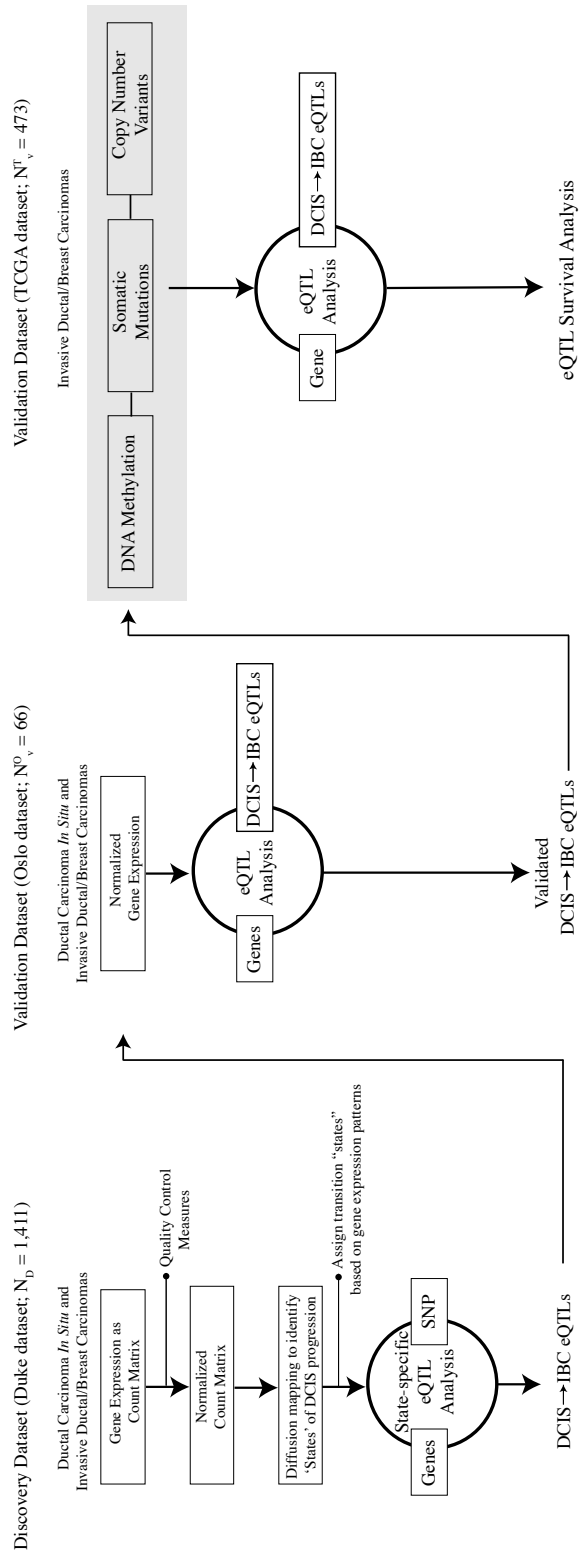 Discovery Dataset (Duke dataset; N_D = 1,411)
Ductal Carcinoma In Situ and
Invasive Ductal/Breast Carcinomas
Gene Expression as
Count Matrix
Quality Control
Measures
Normalized
Count Matrix
Diffusion mapping to identify
‘States’ of DCIS progression
Assign transition “states”
based on gene expression patterns
Genes
State-specific
eQTL
Analysis
SNP
DCIS→IBC eQTLs
Validation Dataset (Oslo dataset; N^O_v = 66)
Ductal Carcinoma In Situ and
Invasive Ductal/Breast Carcinomas
Normalized
Gene Expression
Genes
eQTL
Analysis
DCIS→IBC eQTLs
Validated
DCIS→IBC eQTLs
Validation Dataset (TCGA dataset; N^T_v = 473)
Invasive Ductal/Breast Carcinomas
DNA Methylation
Somatic
Mutations
Copy Number
Variants
Gene
eQTL
Analysis
DCIS→IBC eQTLs
eQTL Survival Analysis